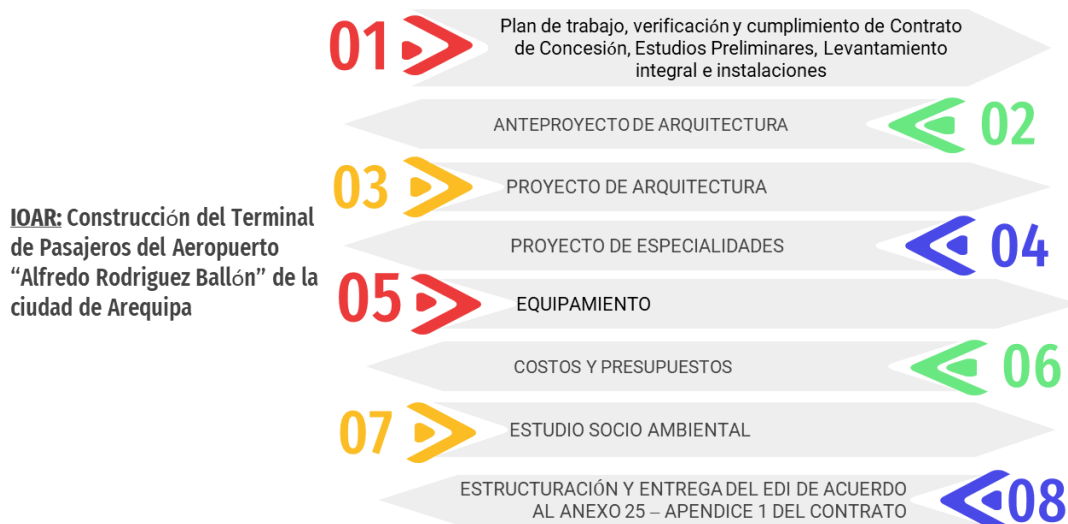 IOAR: Construcción del Terminal
de Pasajeros del Aeropuerto
“Alfredo Rodriguez Ballón” de la
ciudad de Arequipa
01
Plan de trabajo, verificación y cumplimiento de Contrato
de Concesión, Estudios Preliminares, Levantamiento
integral e instalaciones
ANTEPROYECTO DE ARQUITECTURA
02
03
PROYECTO DE ARQUITECTURA
PROYECTO DE ESPECIALIDADES
04
05
EQUIPAMIENTO
COSTOS Y PRESUPUESTOS
06
07
ESTUDIO SOCIO AMBIENTAL
ESTRUCTURACIÓN Y ENTREGA DEL EDI DE ACUERDO
AL ANEXO 25 – APENDICE 1 DEL CONTRATO
08